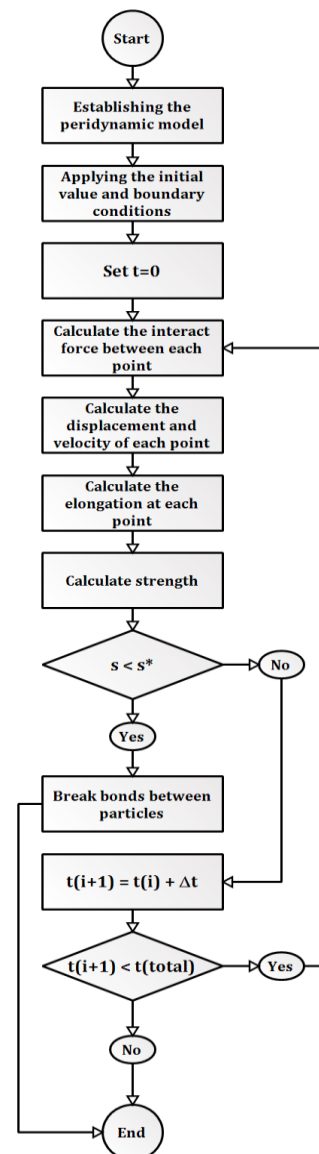 Start
Establishing the
peridynamic model
Applying the initial
value and boundary
conditions
Set t=0
Calculate the interact
force between each
point
Calculate the
displacement and
velocity of each point
Calculate the
elongation at each
point
Calculate strength
s < s*
No
Yes
Break bonds between
particles
t(i+1) = t(i) + Δt
t(i+1) < t(total)
Yes
No
End